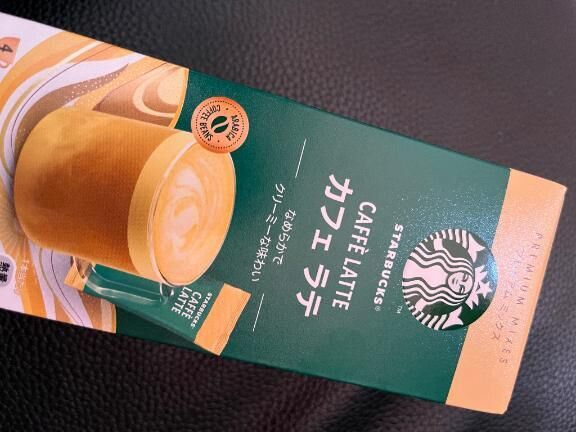 PREMIUM MIXES
プレミアム ミックス
STARBUCKS®
CAFFÈ LATTE
カフェ ラテ
なめらかで
クリーミーな味わい
ARABICA
COFFEE BEANS
STARBUCKS
CAFFÈ
LATTE
4